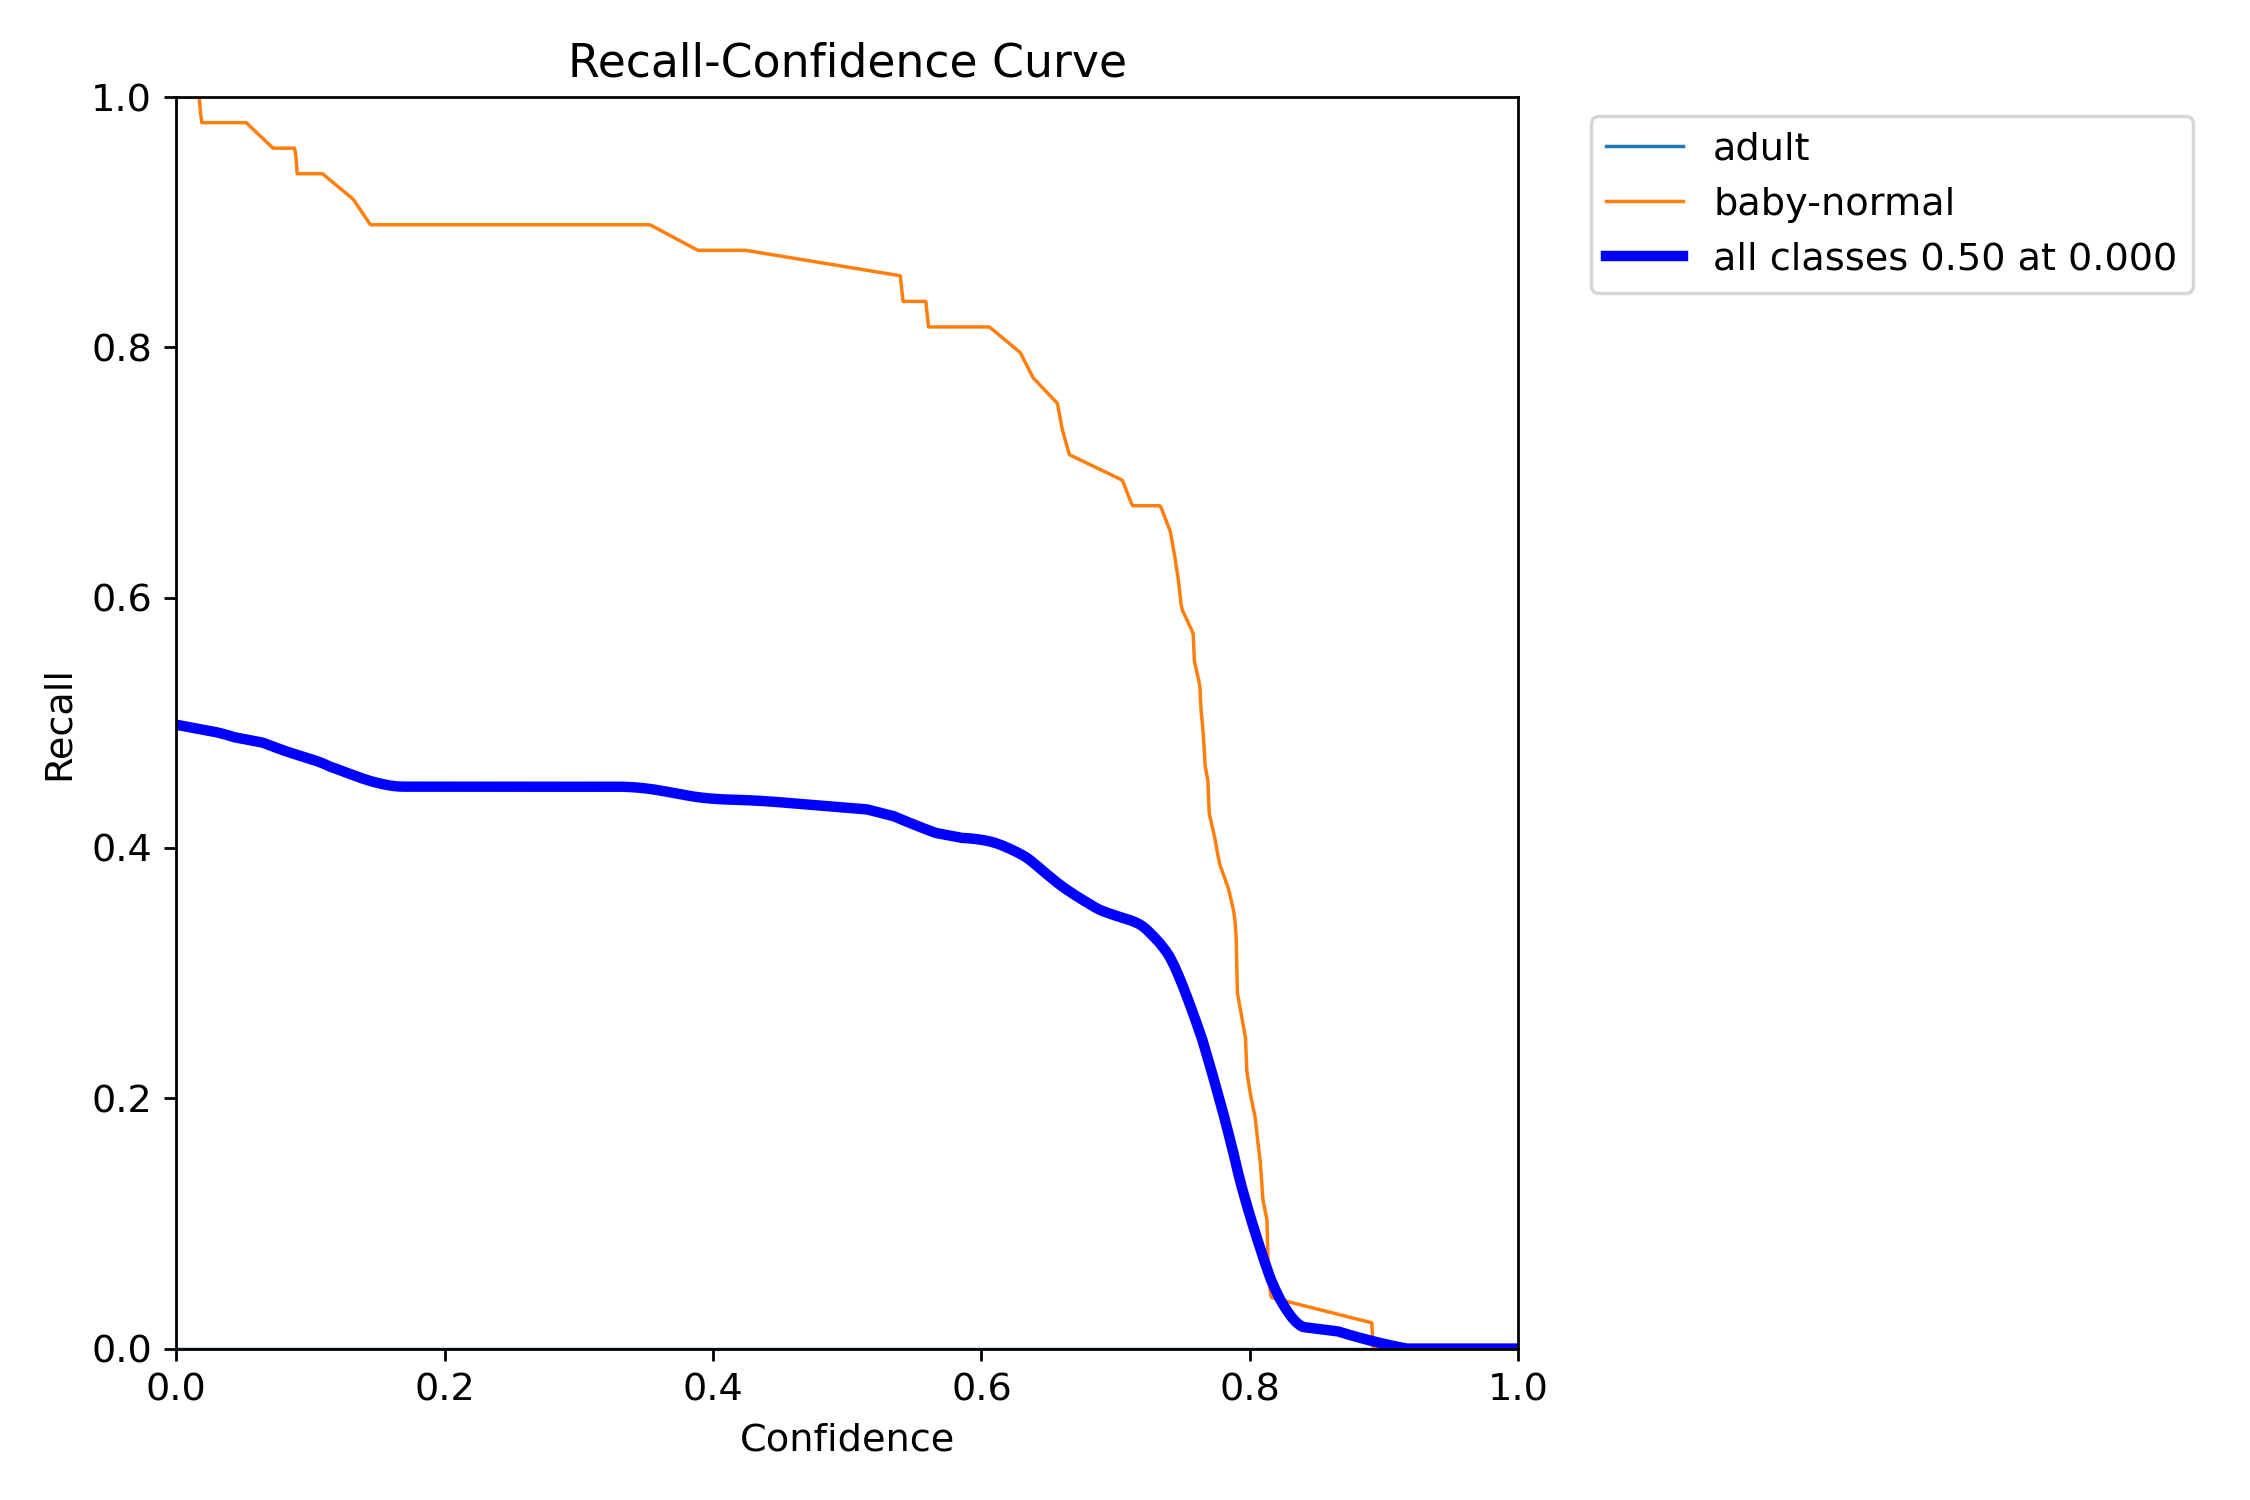 Recall-Confidence Curve
1.0
0.8
0.6
0.4
0.2
0.0
Recall
0.0 0.2 0.4 0.6 0.8 1.0
Confidence
adult
baby-normal
all classes 0.50 at 0.000